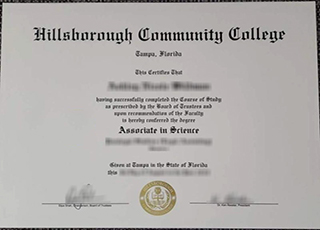 Hillsborough Community College
Tampa, Florida
This Certifies That
having successfully completed the Course of Study
as prescribed by the Board of Trustees and
upon recommendation of the Faculty
is hereby conferred the degree
Associate in Science
Given at Tampa in the State of Florida